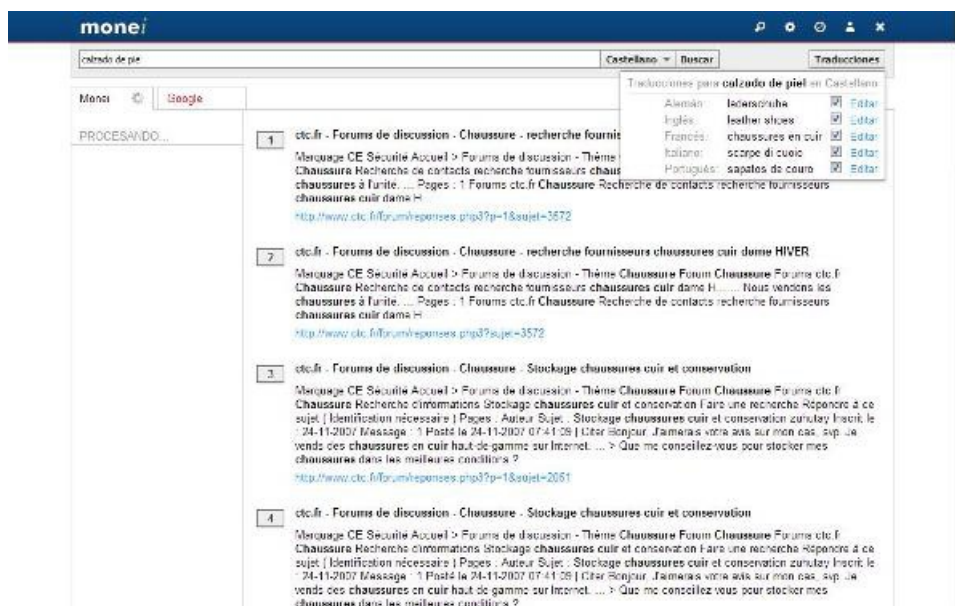 monei
calzado de pie Castellano Buscar Traducciones
Traducciones para calzado de piel en Castellano
Alemán: lederschuhe Editar
Inglés: leather shoes Editar
Francés: chaussures en cuir Editar
Italiano: scarpe di cuoio Editar
Portugués: sapatos de couro Editar
Monei Google
PROCESANDO...
1 ctc.fr - Forums de discussion - Chaussure - recherche fournis
Marquage CE Sécurité Accueil > Forums de discussion - Thème
Chaussure Recherche de contacts recherche fournisseurs chaus
chaussures à l'unité. ... Pages : 1 Forums ctc.fr Chaussure Recherche de contacts recherche fournisseurs
chaussures cuir dame H
http://www.ctc.fr/forum/reponses.php3?p=1&sujet=3572
2 ctc.fr - Forums de discussion - Chaussure - recherche fournisseurs chaussures cuir dame HIVER
Marquage CE Sécurité Accueil > Forums de discussion - Thème Chaussure Forum Chaussure Forums ctc.fr
Chaussure Recherche de contacts recherche fournisseurs chaussures cuir dame H...... Nous vendons les
chaussures à l'unité. ... Pages : 1 Forums ctc.fr Chaussure Recherche de contacts recherche fournisseurs
chaussures cuir dame H
http://www.ctc.fr/forum/reponses.php3?sujet=3572
3 ctc.fr - Forums de discussion - Chaussure - Stockage chaussures cuir et conservation
Marquage CE Sécurité Accueil > Forums de discussion - Thème Chaussure Forum Chaussure Forums ctc.fr
Chaussure Recherche d'informations Stockage chaussures cuir et conservation Faire une recherche Répondre à ce
sujet ( Identification nécessaire ) Pages : Auteur Sujet : Stockage chaussures cuir et conservation zuhutay Inscrit le
: 24-11-2007 Message : 1 Posté le 24-11-2007 07:41:09 | Citer Bonjour, J'aimerais votre avis sur mon cas, svp. Je
vends des chaussures en cuir haut de gamme sur Internet. ... > Que me conseillez vous pour stocker mes
chaussures dans les meilleures conditions ?
http://www.ctc.fr/forum/reponses.php3?p=1&sujet=2051
4 ctc.fr - Forums de discussion - Chaussure - Stockage chaussures cuir et conservation
Marquage CE Sécurité Accueil > Forums de discussion - Thème Chaussure Forum Chaussure Forums ctc.fr
Chaussure Recherche d'informations Stockage chaussures cuir et conservation Faire une recherche Répondre à ce
sujet ( Identification nécessaire ) Pages : Auteur Sujet : Stockage chaussures cuir et conservation zuhutay Inscrit le
: 24-11-2007 Message : 1 Posté le 24-11-2007 07:41:09 | Citer Bonjour, J'aimerais votre avis sur mon cas, svp. Je
vends des chaussures en cuir haut de gamme sur Internet. ... > Que me conseillez vous pour stocker mes
chaussures dans les meilleures conditions ?